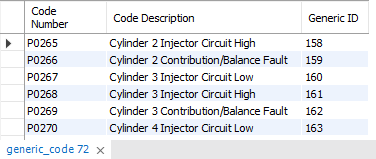 Code Number Code Description Generic ID
P0265 Cylinder 2 Injector Circuit High 158
P0266 Cylinder 2 Contribution/Balance Fault 159
P0267 Cylinder 3 Injector Circuit Low 160
P0268 Cylinder 3 Injector Circuit High 161
P0269 Cylinder 3 Contribution/Balance Fault 162
P0270 Cylinder 4 Injector Circuit Low 163
generic_code 72 ×